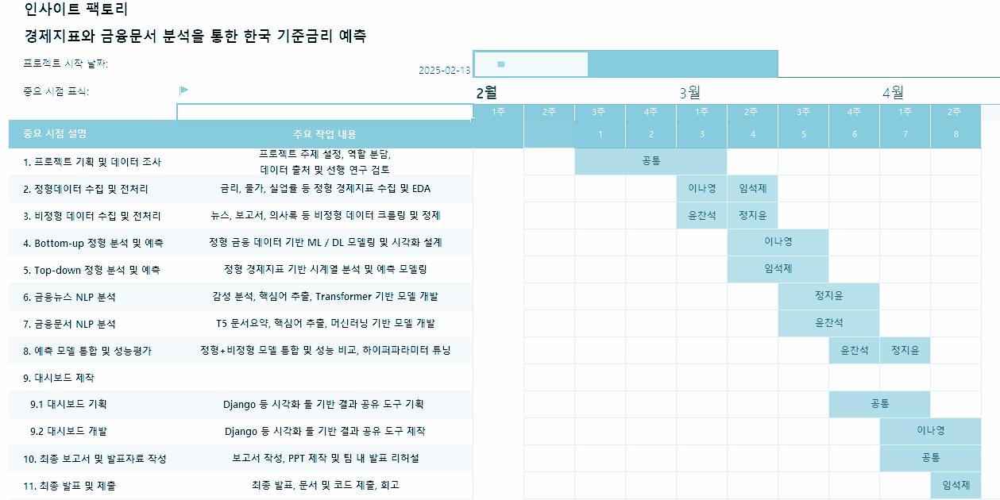 인사이트 팩토리
경제지표와 금융문서 분석을 통한 한국 기준금리 예측
프로젝트 시작 날짜:
2025-02-13
중요 시점 표식:
2월 3월 4월
1주 2주 3주 4주 1주 2주 3주 4주 1주 2주
중요 시점 설명 주요 작업 내용 1 2 3 4 5 6 7 8
1. 프로젝트 기획 및 데이터 조사 프로젝트 주제 설정, 역할 분담, 공통
데이터 출처 및 선행 연구 검토
2. 정형데이터 수집 및 전처리 금리, 물가, 실업률 등 정형 경제지표 수집 및 EDA 이나영 임석제
3. 비정형 데이터 수집 및 전처리 뉴스, 보고서, 의사록 등 비정형 데이터 크롤링 및 정제 윤찬석 정지윤
4. Bottom-up 정형 분석 및 예측 정형 금융 데이터 기반 ML / DL 모델링 및 시각화 설계 이나영
5. Top-down 정형 분석 및 예측 정형 경제지표 기반 시계열 분석 및 예측 모델링 임석제
6. 금융뉴스 NLP 분석 감성 분석, 핵심어 추출, Transformer 기반 모델 개발 정지윤
7. 금융문서 NLP 분석 T5 문서요약, 핵심어 추출, 머신러닝 기반 모델 개발 윤찬석
8. 예측 모델 통합 및 성능평가 정형+비정형 모델 통합 및 성능 비교, 하이퍼파라미터 튜닝 윤찬석 정지윤
9. 대시보드 제작
9.1 대시보드 기획 Django 등 시각화 툴 기반 결과 공유 도구 기획 공통
9.2 대시보드 개발 Django 등 시각화 툴 기반 결과 공유 도구 제작 이나영
10. 최종 보고서 및 발표자료 작성 보고서 작성, PPT 제작 및 팀 내 발표 리허설 공통
11. 최종 발표 및 제출 최종 발표, 문서 및 코드 제출, 회고 임석제